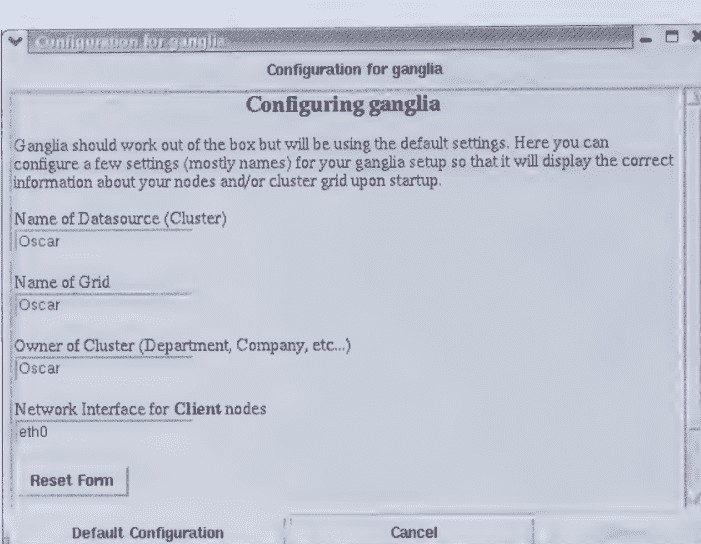 Configuration for ganglia
Configuration for ganglia
Configuring ganglia
Ganglia should work out of the box but will be using the default settings. Here you can
configure a few settings (mostly names) for your ganglia setup so that it will display the correct
information about your nodes and/or cluster grid upon startup.
Name of Datasource (Cluster)
Oscar
Name of Grid
Oscar
Owner of Cluster (Department, Company, etc...)
Oscar
Network Interface for Client nodes
eth0
Reset Form
Default Configuration
Cancel